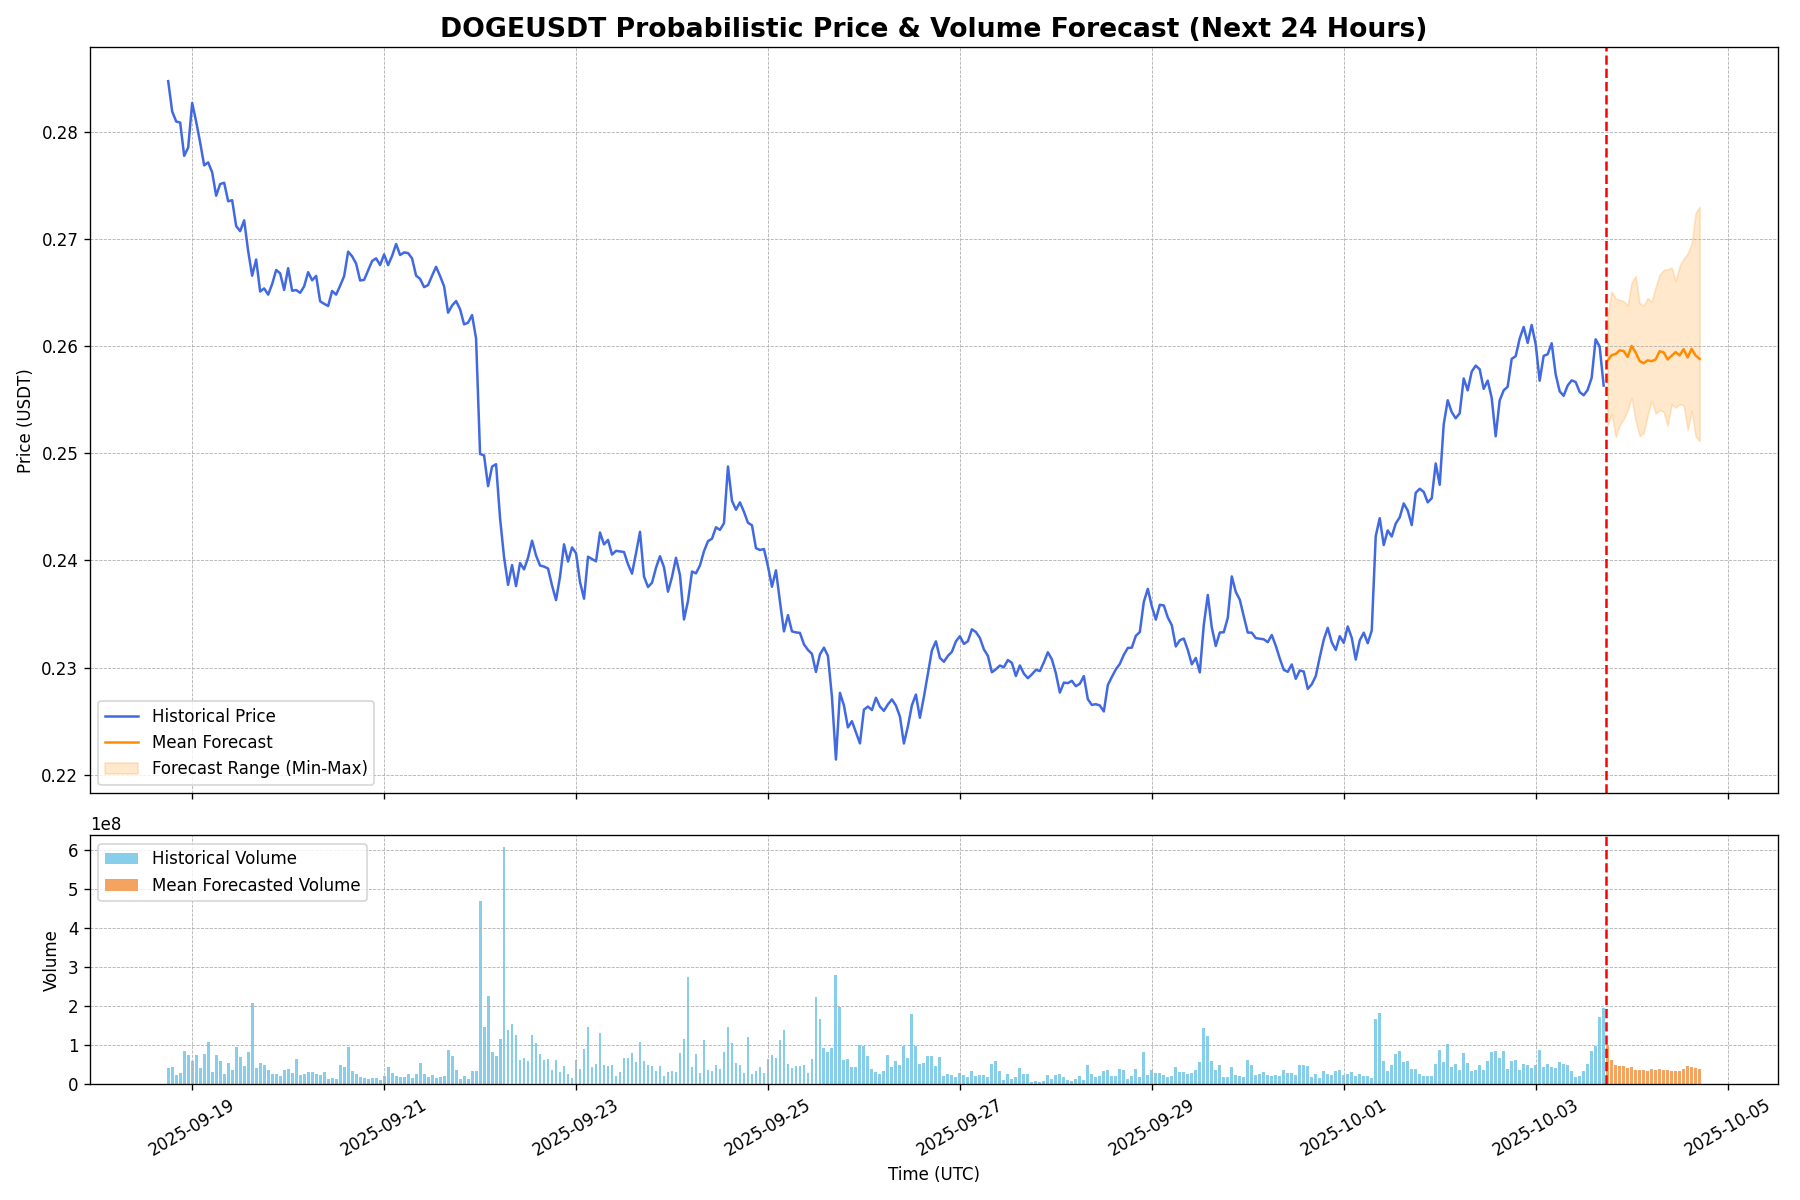 DOGEUSDT Probabilistic Price & Volume Forecast (Next 24 Hours)
Price (USDT)
0.28
0.27
0.26
0.25
0.24
0.23
0.22
Historical Price
Mean Forecast
Forecast Range (Min-Max)
1e8
Volume
6
5
4
3
2
1
0
Historical Volume
Mean Forecasted Volume
2025-09-19
2025-09-21
2025-09-23
2025-09-25
2025-09-27
2025-09-29
2025-10-01
2025-10-03
2025-10-05
Time (UTC)